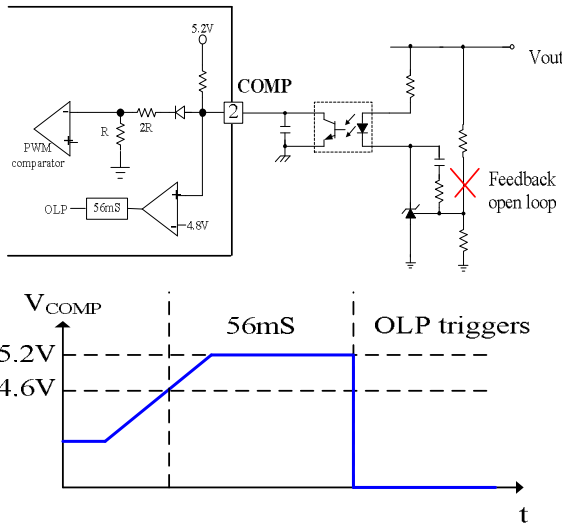 5.2V
COMP
2
Vout
R
2R
PWM
comparator
OLP
56mS
4.8V
Feedback
open loop
VCOMP
56mS
OLP triggers
5.2V
4.6V
t